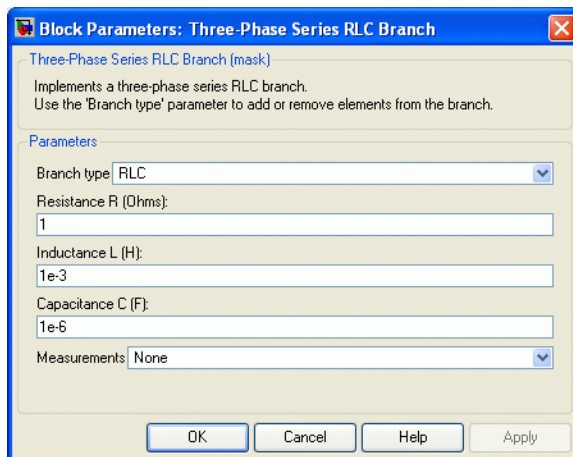 Block Parameters: Three-Phase Series RLC Branch
Three-Phase Series RLC Branch (mask)
Implements a three-phase series RLC branch.
Use the 'Branch type' parameter to add or remove elements from the branch.
Parameters
Branch type RLC
Resistance R (Ohms):
1
Inductance L (H):
1e-3
Capacitance C (F):
1e-6
Measurements None
OK Cancel Help Apply